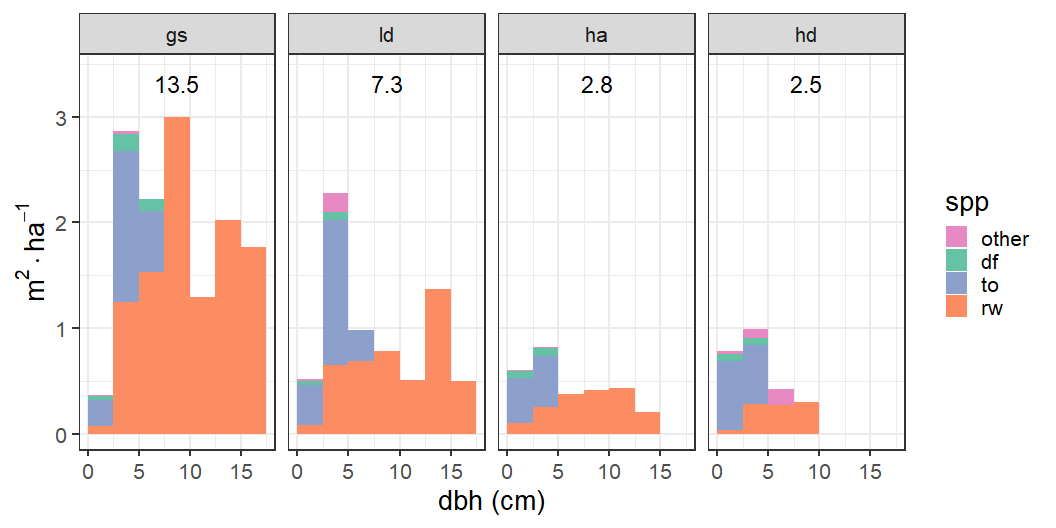 gs ld ha hd
13.5 7.3 2.8 2.5
3
2
1
0
m² · ha⁻¹
0 5 10 15 0 5 10 15 0 5 10 15 0 5 10 15
dbh (cm)
spp
other
df
to
rw